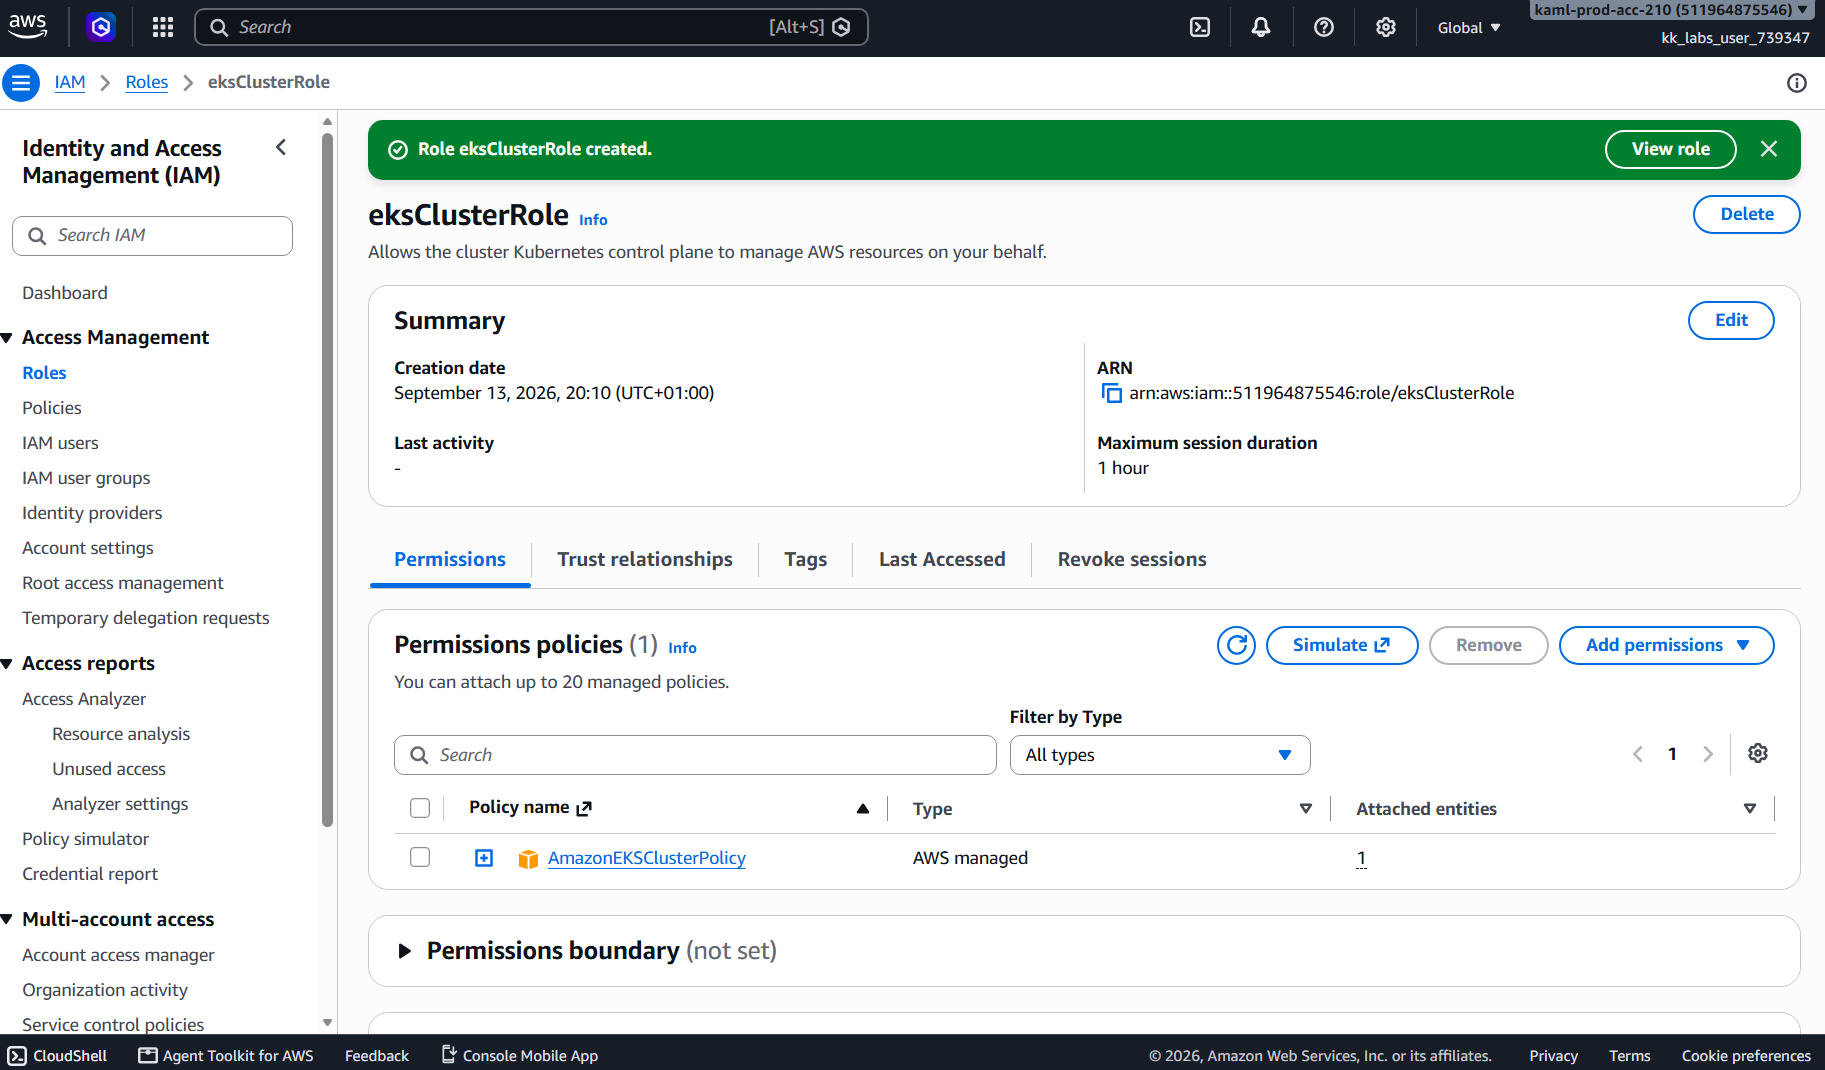 aws
Search
[Alt+S]
Global
kaml-prod-acc-210 (511964875546)
kk_labs_user_739347
IAM
Roles
eksClusterRole
Identity and Access
Management (IAM)
Search IAM
Dashboard
Access Management
Roles
Policies
IAM users
IAM user groups
Identity providers
Account settings
Root access management
Temporary delegation requests
Access reports
Access Analyzer
Resource analysis
Unused access
Analyzer settings
Policy simulator
Credential report
Multi-account access
Account access manager
Organization activity
Service control policies
Role eksClusterRole created.
View role
eksClusterRole Info
Delete
Allows the cluster Kubernetes control plane to manage AWS resources on your behalf.
Summary
Edit
Creation date
September 13, 2026, 20:10 (UTC+01:00)
ARN
arn:aws:iam::511964875546:role/eksClusterRole
Last activity
-
Maximum session duration
1 hour
Permissions
Trust relationships
Tags
Last Accessed
Revoke sessions
Permissions policies (1) Info
Simulate
Remove
Add permissions
You can attach up to 20 managed policies.
Filter by Type
Search
All types
1
Policy name
Type
Attached entities
AmazonEKSClusterPolicy
AWS managed
1
Permissions boundary (not set)
CloudShell
Agent Toolkit for AWS
Feedback
Console Mobile App
© 2026, Amazon Web Services, Inc. or its affiliates.
Privacy
Terms
Cookie preferences